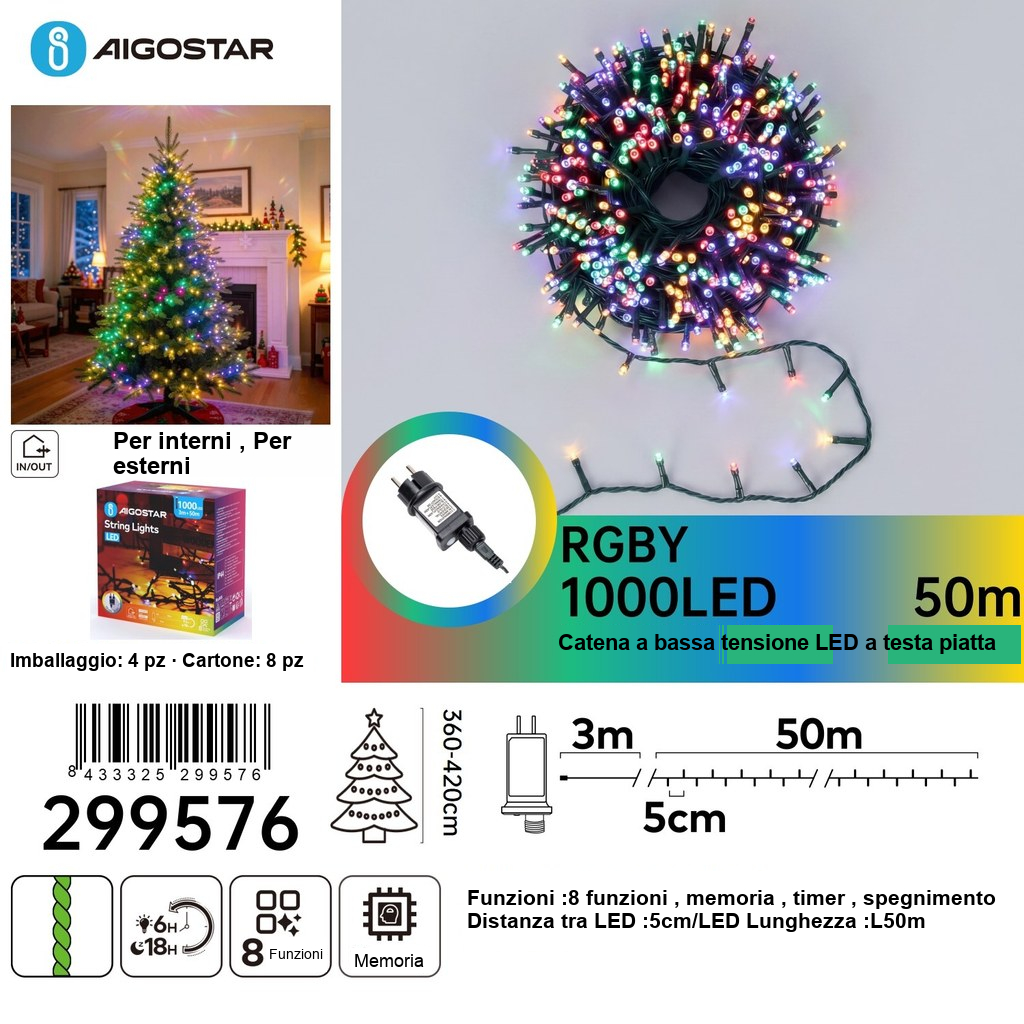 AIGOSTAR
IN/OUT
Per interni , Per
esterni
AIGOSTAR
String Lights
LED
1000
3m+50m
Imballaggio: 4 pz · Cartone: 8 pz
RGBY
1000LED 50m
Catena a bassa tensione LED a testa piatta
8 433325 299576
299576
360-420cm
3m 50m
5cm
6H
18H
8 Funzioni
Memoria
Funzioni :8 funzioni , memoria , timer , spegnimento
Distanza tra LED :5cm/LED Lunghezza :L50m